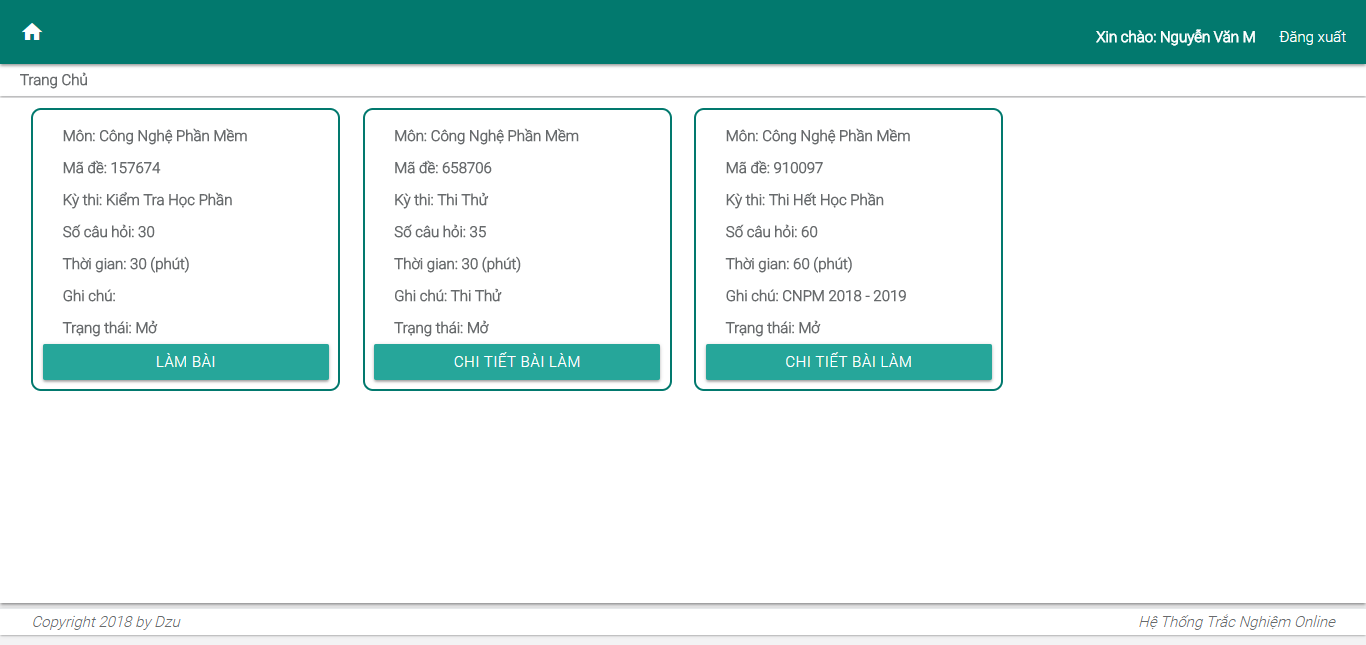 Xin chào: Nguyễn Văn M Đăng xuất
Trang Chủ
Môn: Công Nghệ Phần Mềm
Mã đề: 157674
Kỳ thi: Kiểm Tra Học Phần
Số câu hỏi: 30
Thời gian: 30 (phút)
Ghi chú:
Trạng thái: Mở
LÀM BÀI
Môn: Công Nghệ Phần Mềm
Mã đề: 658706
Kỳ thi: Thi Thử
Số câu hỏi: 35
Thời gian: 30 (phút)
Ghi chú: Thi Thử
Trạng thái: Mở
CHI TIẾT BÀI LÀM
Môn: Công Nghệ Phần Mềm
Mã đề: 910097
Kỳ thi: Thi Hết Học Phần
Số câu hỏi: 60
Thời gian: 60 (phút)
Ghi chú: CNPM 2018 - 2019
Trạng thái: Mở
CHI TIẾT BÀI LÀM
Copyright 2018 by Dzu
Hệ Thống Trắc Nghiệm Online